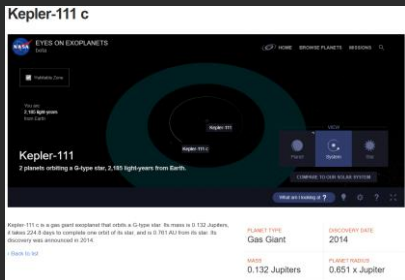 Kepler-111 c
NASA
EYES ON EXOPLANETS
beta
HOME BROWSE PLANETS MISSIONS
Habitable Zone
You are
2,185 light-years
from Earth
Kepler-111
Kepler-111 c
VIEW
Planet System
COMPARE TO OUR SOLAR SYSTEM
Kepler-111
2 planets orbiting a G-type star, 2,185 light-years from Earth.
What am I looking at ?
Kepler-111 c is a gas giant exoplanet that orbits a G-type star. Its mass is 0.132 Jupiters,
it takes 224.8 days to complete one orbit of its star, and is 0.761 AU from its star. Its
discovery was announced in 2014.
Back to list
PLANET TYPE
Gas Giant
DISCOVERY DATE
2014
MASS
0.132 Jupiters
PLANET RADIUS
0.651 x Jupiter